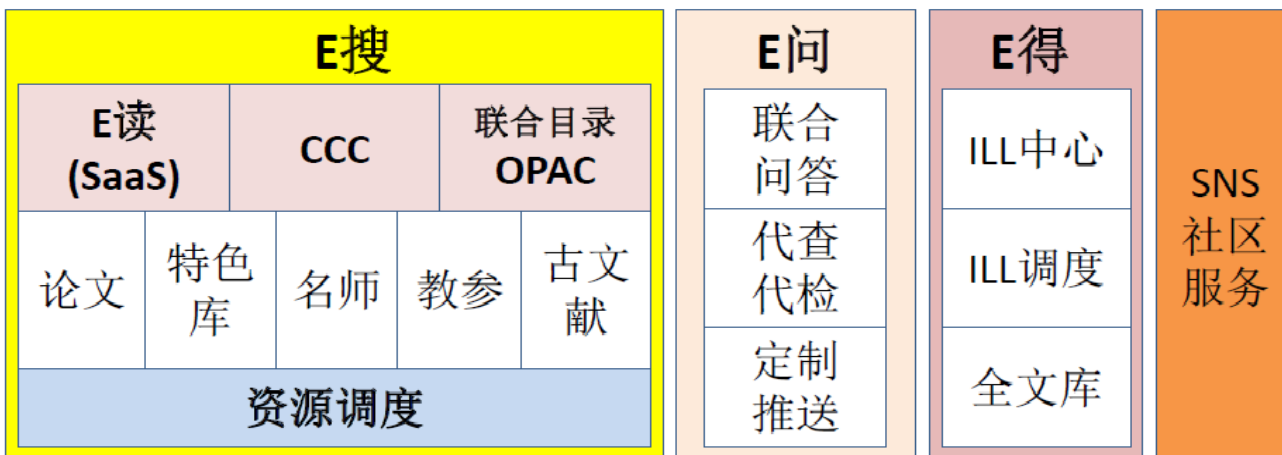 E搜
E读
(SaaS)
CCC
联合目录
OPAC
论文
特色
库
名师
教参
古文
献
资源调度
E问
联合
问答
代查
代检
定制
推送
E得
ILL中心
ILL调度
全文库
SNS
社区
服务